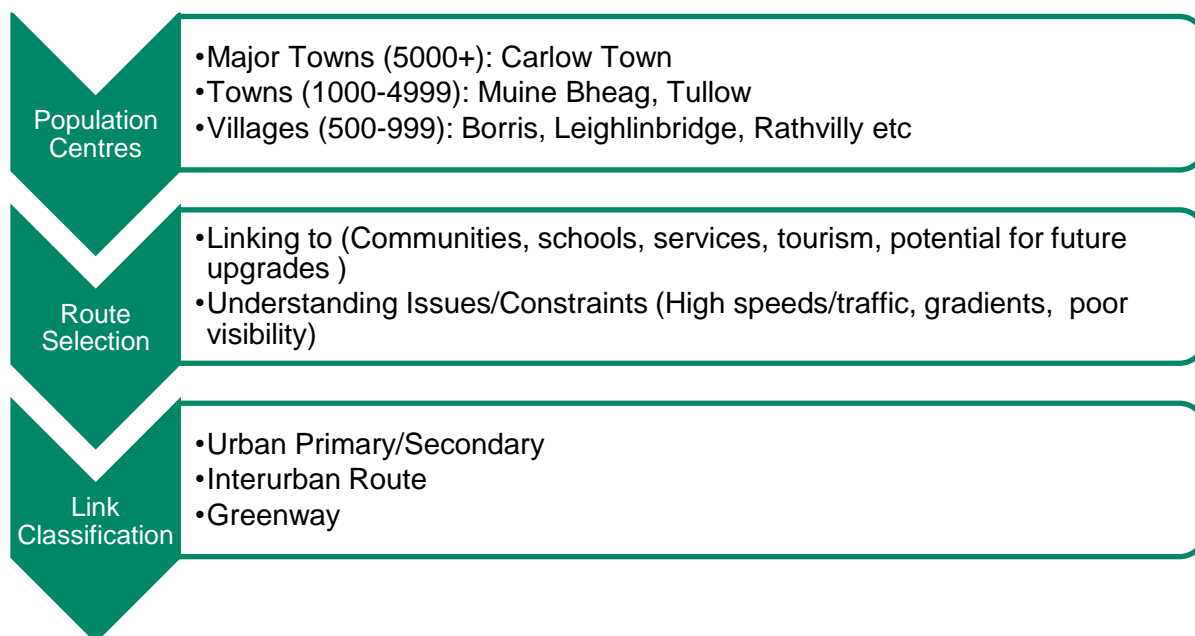 Population
Centres
•Major Towns (5000+): Carlow Town
•Towns (1000-4999): Muine Bheag, Tullow
•Villages (500-999): Borris, Leighlinbridge, Rathvilly etc
Route
Selection
•Linking to (Communities, schools, services, tourism, potential for future
upgrades )
•Understanding Issues/Constraints (High speeds/traffic, gradients,  poor
visibility)
Link
Classification
•Urban Primary/Secondary
•Interurban Route
•Greenway